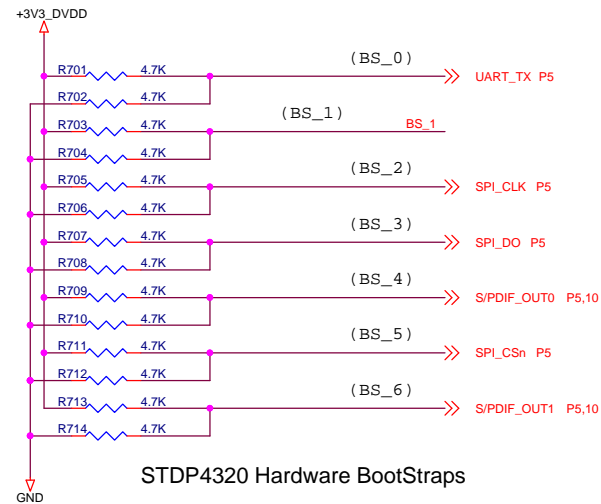 +3V3_DVDD
R701 4.7K (BS_0) UART_TX P5
R702 4.7K
R703 4.7K (BS_1) BS_1
R704 4.7K
R705 4.7K (BS_2) SPI_CLK P5
R706 4.7K
R707 4.7K (BS_3) SPI_DO P5
R708 4.7K
R709 4.7K (BS_4) S/PDIF_OUT0 P5,10
R710 4.7K
R711 4.7K (BS_5) SPI_CSn P5
R712 4.7K
R713 4.7K (BS_6) S/PDIF_OUT1 P5,10
R714 4.7K
STDP4320 Hardware BootStraps
GND